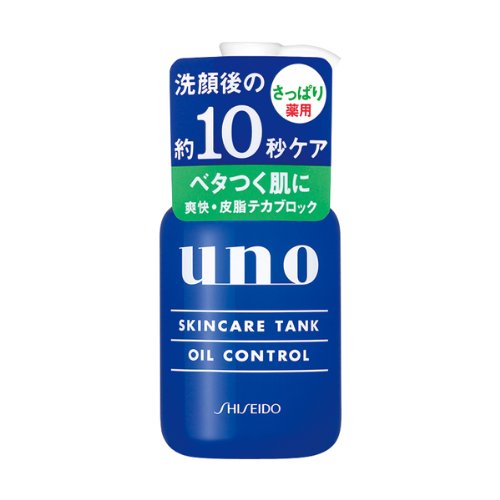 洗顔後の
さっぱり
薬用
約10秒ケア
ベタつく肌に
爽快・皮脂テカブロック
uno
SKINCARE TANK
OIL CONTROL
SHISEIDO